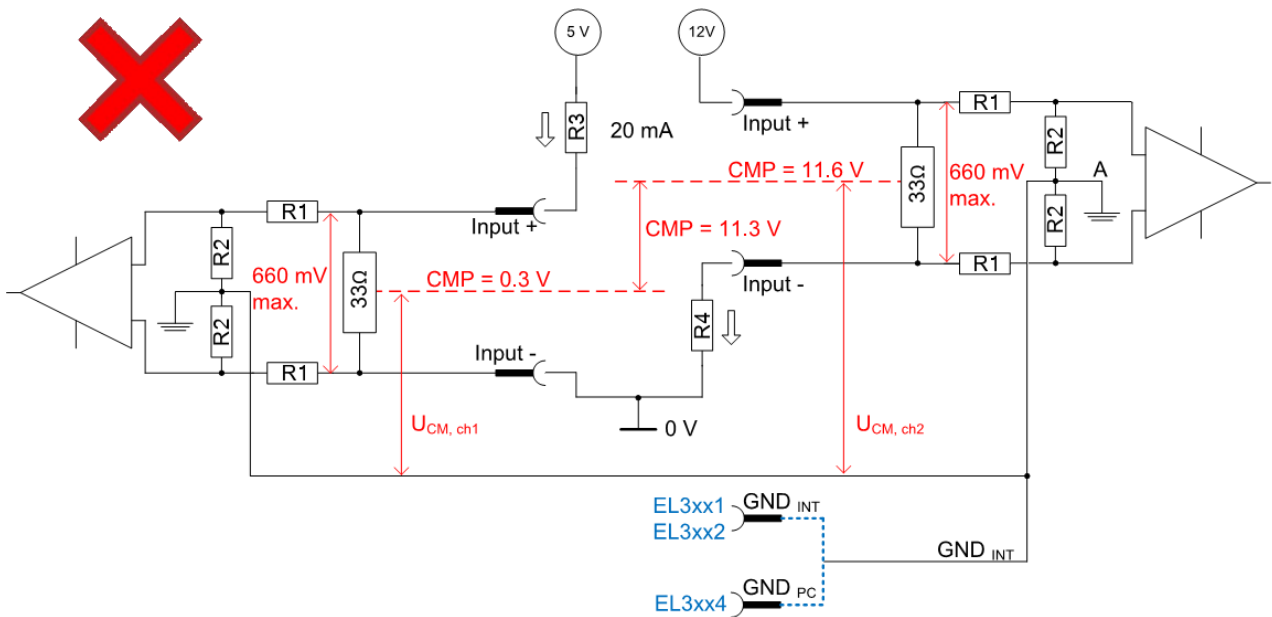 5 V
12V
R3
20 mA
Input +
R1
R2
A
CMP = 11.6 V
660 mV
max.
33Ω
R1
Input +
CMP = 11.3 V
R2
R2
660 mV
max.
33Ω
CMP = 0.3 V
Input -
R1
R2
R4
Input -
R1
0 V
UCM, ch1
UCM, ch2
EL3xx1
EL3xx2
GND INT
GND INT
EL3xx4
GND PC